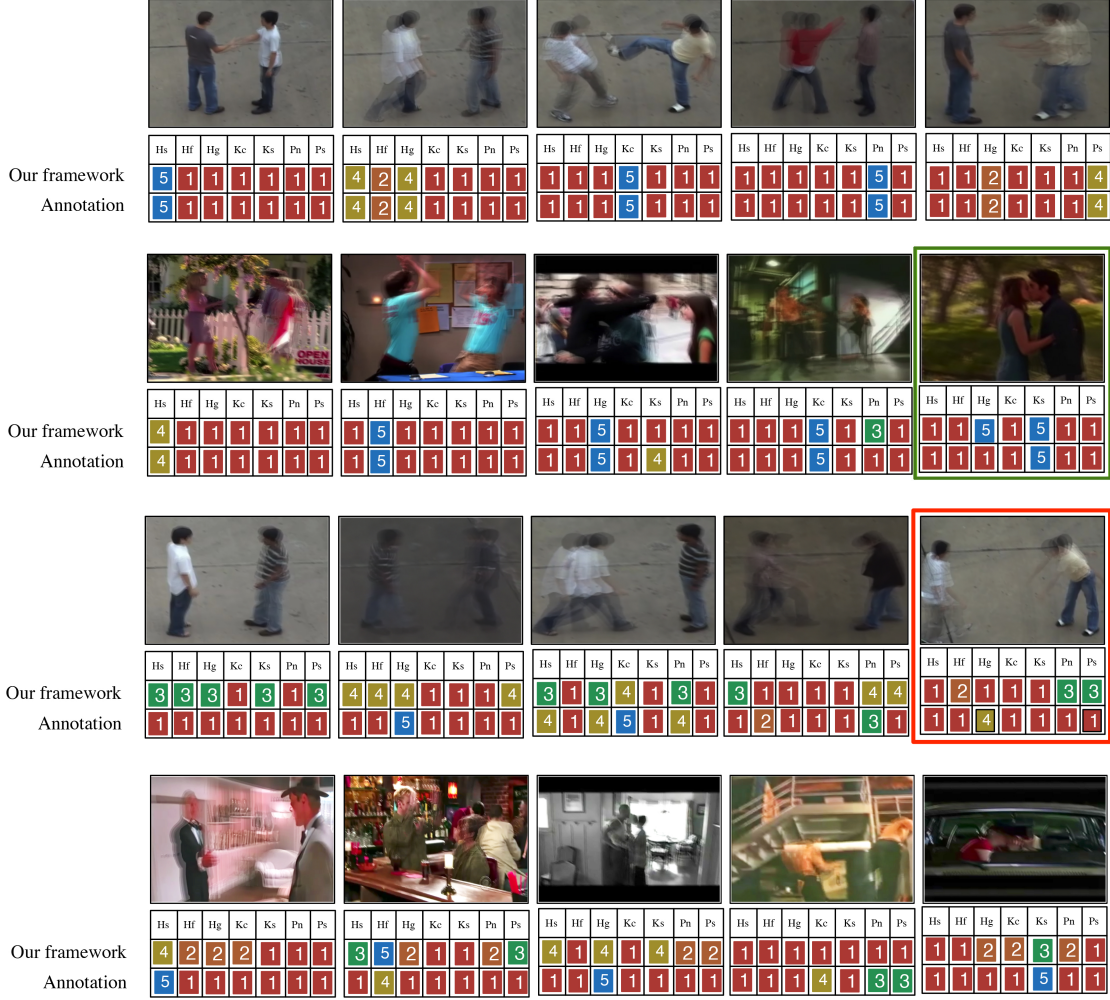 Hs Hf Hg Kc Ks Pn Ps Hs Hf Hg Kc Ks Pn Ps Hs Hf Hg Kc Ks Pn Ps Hs Hf Hg Kc Ks Pn Ps Hs Hf Hg Kc Ks Pn Ps
Our framework 5 1 1 1 1 1 1 4 2 4 1 1 1 1 1 1 1 5 1 1 1 1 1 1 1 1 5 1 1 1 2 1 1 1 4
Annotation 5 1 1 1 1 1 1 4 2 4 1 1 1 1 1 1 1 5 1 1 1 1 1 1 1 1 5 1 1 1 2 1 1 1 4
OPEN
HOUSE
Hs Hf Hg Kc Ks Pn Ps Hs Hf Hg Kc Ks Pn Ps Hs Hf Hg Kc Ks Pn Ps Hs Hf Hg Kc Ks Pn Ps Hs Hf Hg Kc Ks Pn Ps
Our framework 4 1 1 1 1 1 1 1 5 1 1 1 1 1 1 1 5 1 1 1 1 1 1 1 5 1 3 1 1 1 5 1 5 1 1
Annotation 4 1 1 1 1 1 1 1 5 1 1 1 1 1 1 1 5 1 4 1 1 1 1 1 5 1 1 1 1 1 1 1 5 1 1
Hs Hf Hg Kc Ks Pn Ps Hs Hf Hg Kc Ks Pn Ps Hs Hf Hg Kc Ks Pn Ps Hs Hf Hg Kc Ks Pn Ps Hs Hf Hg Kc Ks Pn Ps
Our framework 3 3 3 1 3 1 3 4 4 4 1 1 1 4 3 1 3 4 1 3 1 3 1 1 1 1 4 4 1 2 1 1 1 3 3
Annotation 1 1 1 1 1 1 1 1 1 5 1 1 1 1 4 1 4 5 1 4 1 1 2 1 1 1 3 1 1 1 4 1 1 1 1
Hs Hf Hg Kc Ks Pn Ps Hs Hf Hg Kc Ks Pn Ps Hs Hf Hg Kc Ks Pn Ps Hs Hf Hg Kc Ks Pn Ps Hs Hf Hg Kc Ks Pn Ps
Our framework 4 2 2 2 1 1 1 3 5 2 1 1 2 3 4 1 4 1 4 2 2 1 1 1 1 1 1 1 1 1 2 2 3 2 1
Annotation 5 1 1 1 1 1 1 1 4 1 1 1 1 1 1 1 5 1 1 1 1 1 1 1 4 1 3 3 1 1 1 1 5 1 1